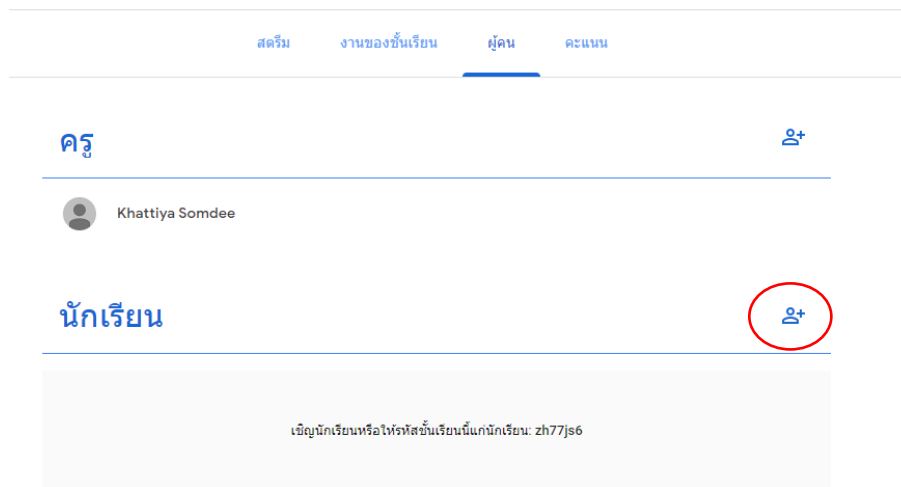 สตรีม งานของชั้นเรียน ผู้คน คะแนน
ครู
Khattiya Somdee
นักเรียน
เชิญนักเรียนหรือให้รหัสชั้นเรียนนี้แก่นักเรียน: zh77js6